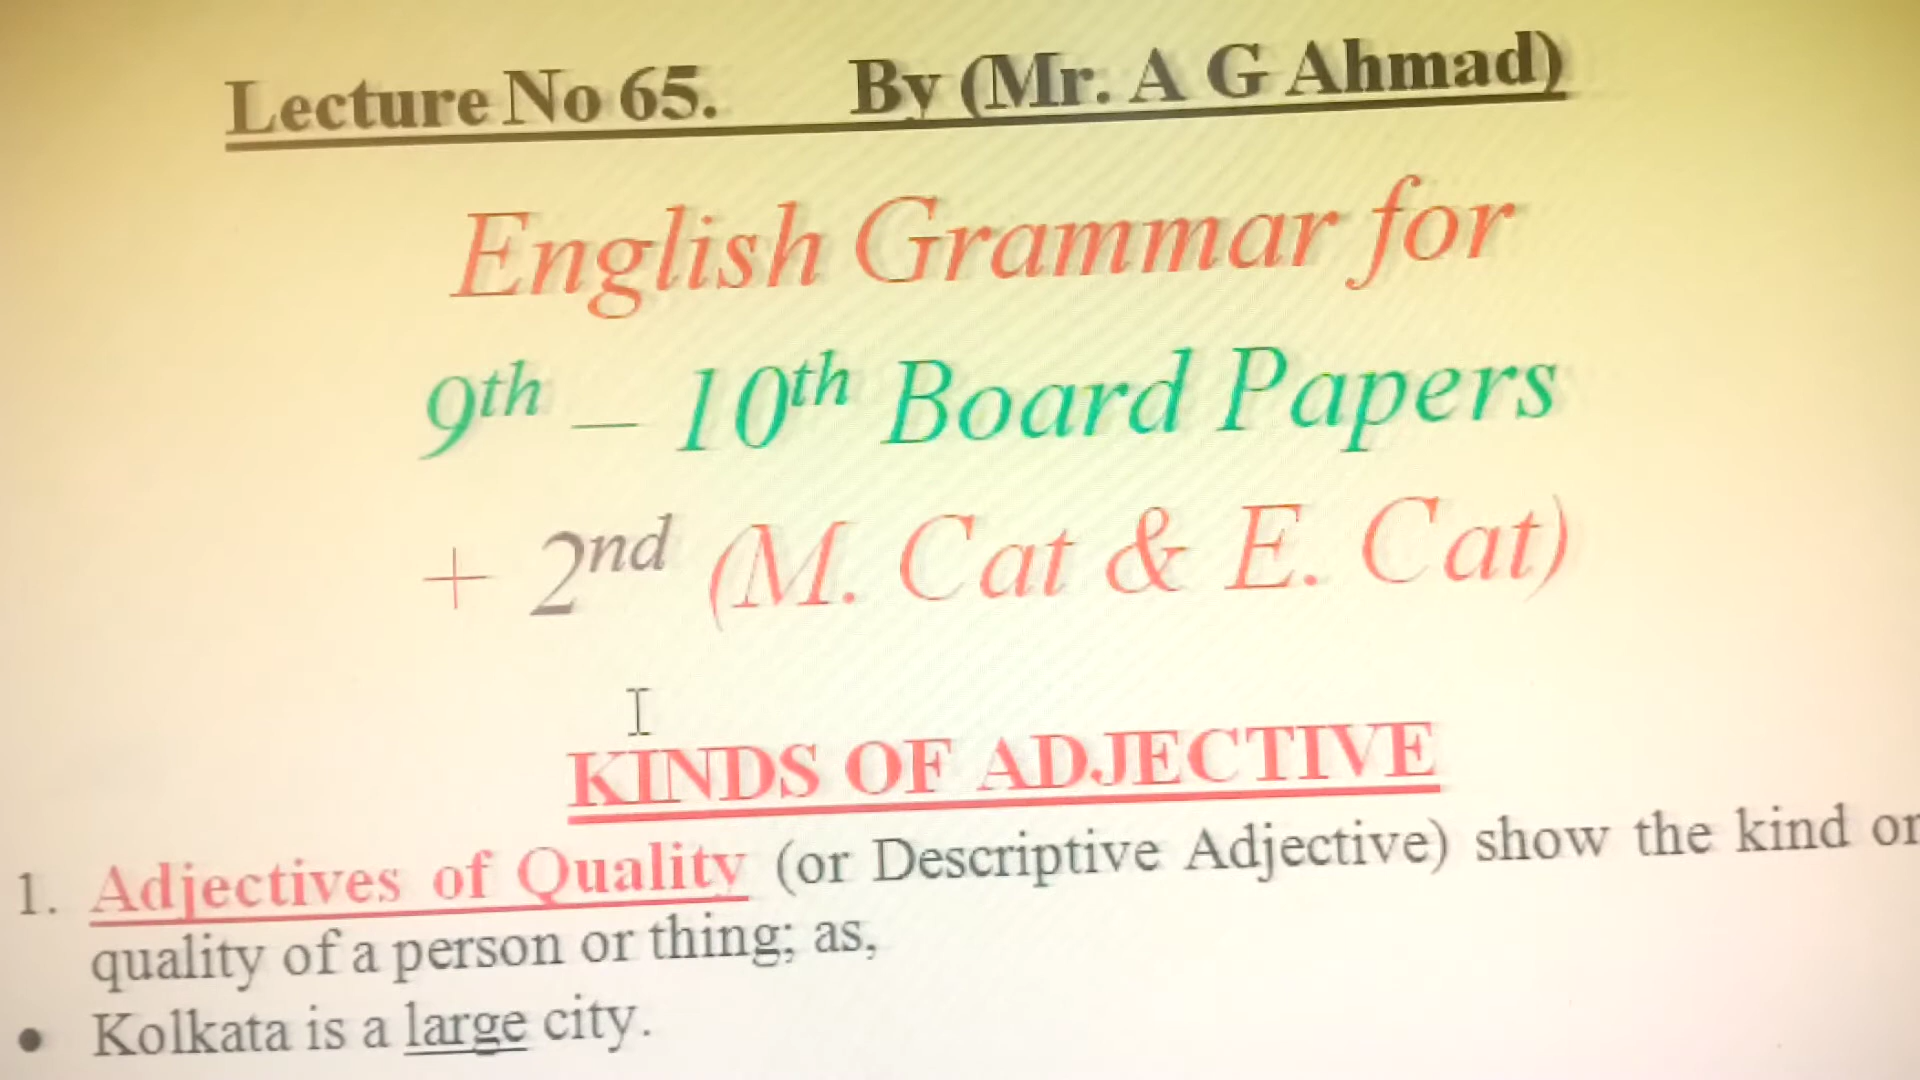 Lecture No 65. By (Mr. A G Ahmad)
English Grammar for
9th – 10th Board Papers
+ 2nd (M. Cat & E. Cat)
KINDS OF ADJECTIVE
1. Adjectives of Quality (or Descriptive Adjective) show the kind or
quality of a person or thing; as,
• Kolkata is a large city.